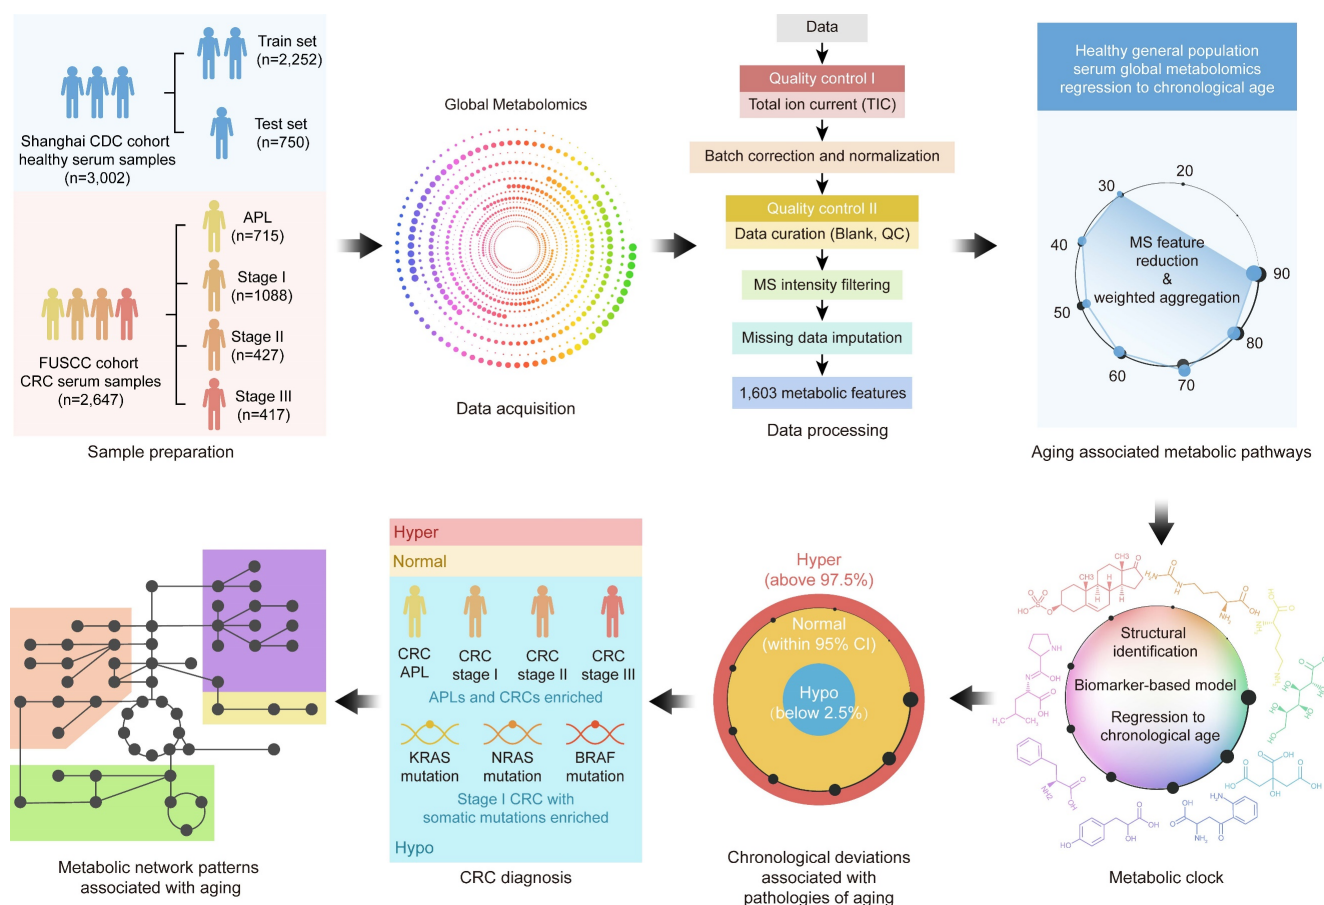 Train set
(n=2,252)
Test set
(n=750)
Shanghai CDC cohort
healthy serum samples
(n=3,002)
APL
(n=715)
Stage I
(n=1088)
Stage II
(n=427)
Stage III
(n=417)
FUSCC cohort
CRC serum samples
(n=2,647)
Sample preparation
Global Metabolomics
Data acquisition
Data
Quality control I
Total ion current (TIC)
Batch correction and normalization
Quality control II
Data curation (Blank, QC)
MS intensity filtering
Missing data imputation
1,603 metabolic features
Data processing
Healthy general population
serum global metabolomics
regression to chronological age
20
30
40
50
60
70
80
90
MS feature
reduction
&
weighted aggregation
Aging associated metabolic pathways
Structural
identification
Biomarker-based model
Regression to
chronological age
Metabolic clock
Hyper
(above 97.5%)
Normal
(within 95% CI)
Hypo
(below 2.5%)
Chronological deviations
associated with
pathologies of aging
Hyper
Normal
CRC
APL
CRC
stage I
CRC
stage II
CRC
stage III
APLs and CRCs enriched
KRAS
mutation
NRAS
mutation
BRAF
mutation
Stage I CRC with
somatic mutations enriched
Hypo
CRC diagnosis
Metabolic network patterns
associated with aging